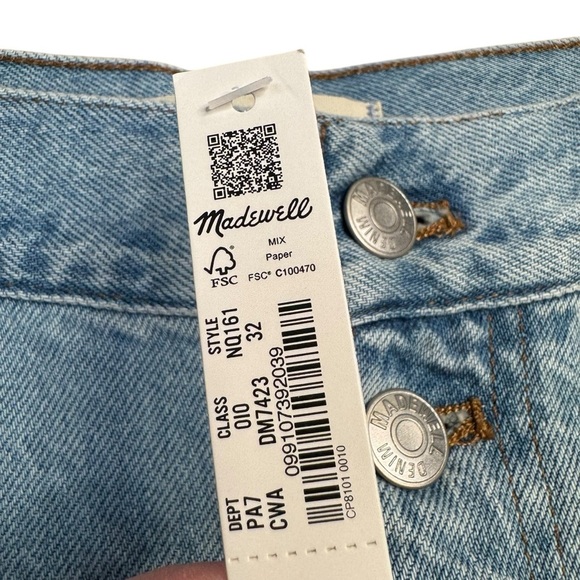 Madewell
MIX
Paper
FSC® C100470
FSC
STYLE
NQ161
32
CLASS
010
DM7423
DEPT
PA7
CWA
099107392039
CP8101 0010
MADEWELL
DENIM
MADEWELL
DENIM